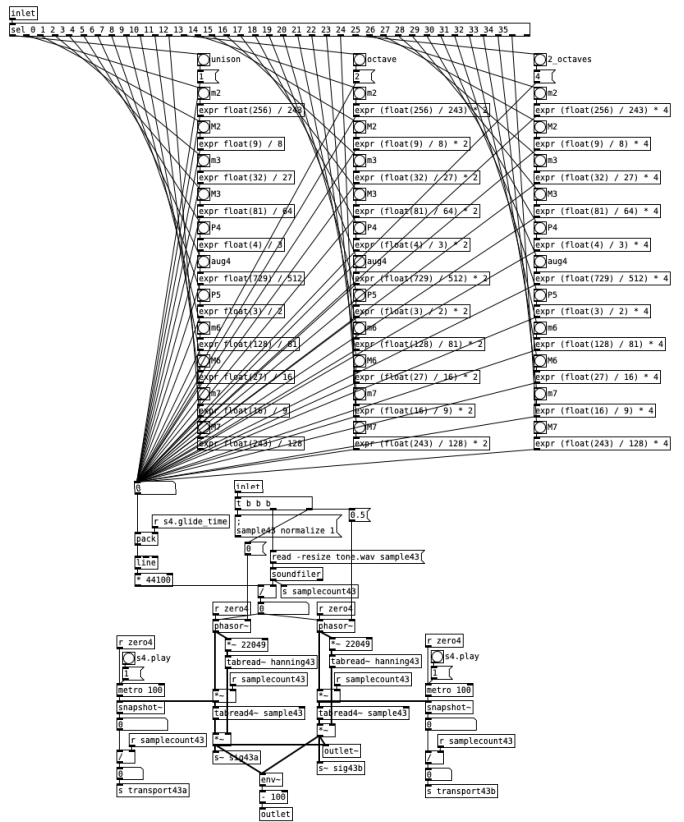 inlet
sel 0 1 2 3 4 5 6 7 8 9 10 11 12 13 14 15 16 17 18 19 20 21 22 23 24 25 26 27 28 29 30 31 32 33 34 35
unison octave 2_octaves
1 2 4
m2 m2 m2
expr float(256) / 243 expr (float(256) / 243) * 2 expr (float(256) / 243) * 4
M2 M2 M2
expr float(9) / 8 expr (float(9) / 8) * 2 expr (float(9) / 8) * 4
m3 m3 m3
expr float(32) / 27 expr (float(32) / 27) * 2 expr (float(32) / 27) * 4
M3 M3 M3
expr float(81) / 64 expr (float(81) / 64) * 2 expr (float(81) / 64) * 4
P4 P4 P4
expr float(4) / 3 expr (float(4) / 3) * 2 expr (float(4) / 3) * 4
aug4 aug4 aug4
expr float(729) / 512 expr (float(729) / 512) * 2 expr (float(729) / 512) * 4
P5 P5 P5
expr float(3) / 2 expr (float(3) / 2) * 2 expr (float(3) / 2) * 4
m6 m6 m6
expr float(128) / 81 expr (float(128) / 81) * 2 expr (float(128) / 81) * 4
M6 M6 M6
expr float(27) / 16 expr (float(27) / 16) * 2 expr (float(27) / 16) * 4
m7 m7 m7
expr float(16) / 9 expr (float(16) / 9) * 2 expr (float(16) / 9) * 4
M7 M7 M7
expr float(243) / 128 expr (float(243) / 128) * 2 expr (float(243) / 128) * 4
0 inlet
t b b b
r s4.glide_time ; 0.5
sample43 normalize 1
pack 0
read -resize tone.wav sample43
line soundfiler
* 44100
/ s samplecount43
r zero4 0 r zero4
phasor~ phasor~
r zero4 *~ 22049 *~ 22049 r zero4
s4.play tabread~ hanning43 tabread~ hanning43 s4.play
1 r samplecount43 r samplecount43 1
metro 100 *~ *~ metro 100
snapshot~ tabread4~ sample43 tabread4~ sample43 snapshot~
0 *~ 0
r samplecount43 *~ r samplecount43
/ s~ sig43a outlet~ /
0 s~ sig43b 0
env~
s transport43a - 100 s transport43b
outlet